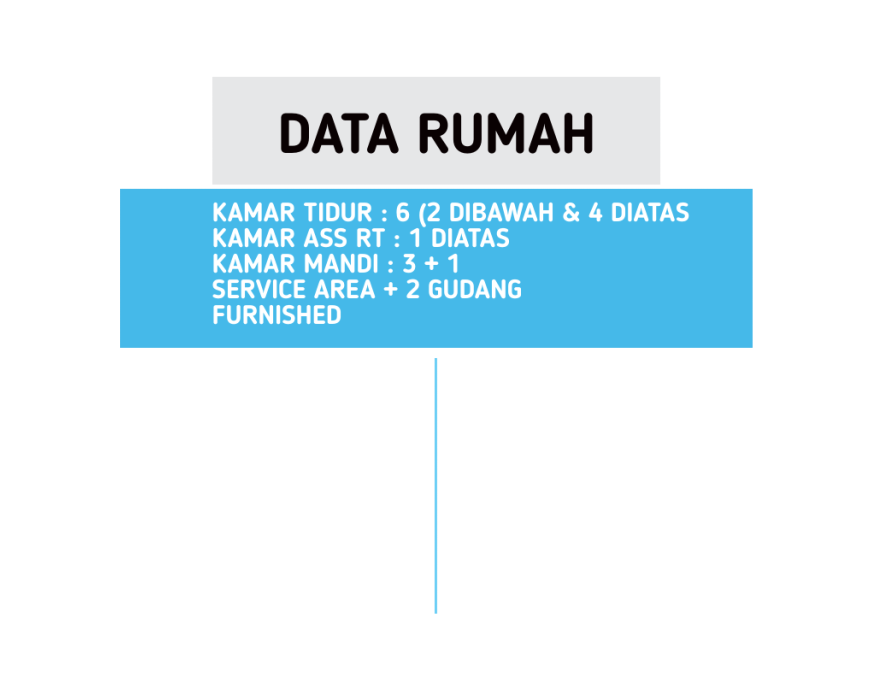 DATA RUMAH
KAMAR TIDUR : 6 (2 DIBAWAH & 4 DIATAS
KAMAR ASS RT : 1 DIATAS
KAMAR MANDI : 3 + 1
SERVICE AREA + 2 GUDANG
FURNISHED